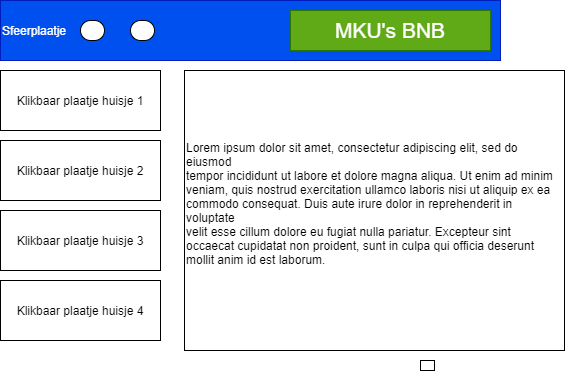 Sfeerplaatje
MKU's BNB
Klikbaar plaatje huisje 1
Klikbaar plaatje huisje 2
Klikbaar plaatje huisje 3
Klikbaar plaatje huisje 4
Lorem ipsum dolor sit amet, consectetur adipiscing elit, sed do
eiusmod
tempor incididunt ut labore et dolore magna aliqua. Ut enim ad minim
veniam, quis nostrud exercitation ullamco laboris nisi ut aliquip ex ea
commodo consequat. Duis aute irure dolor in reprehenderit in
voluptate
velit esse cillum dolore eu fugiat nulla pariatur. Excepteur sint
occaecat cupidatat non proident, sunt in culpa qui officia deserunt
mollit anim id est laborum.